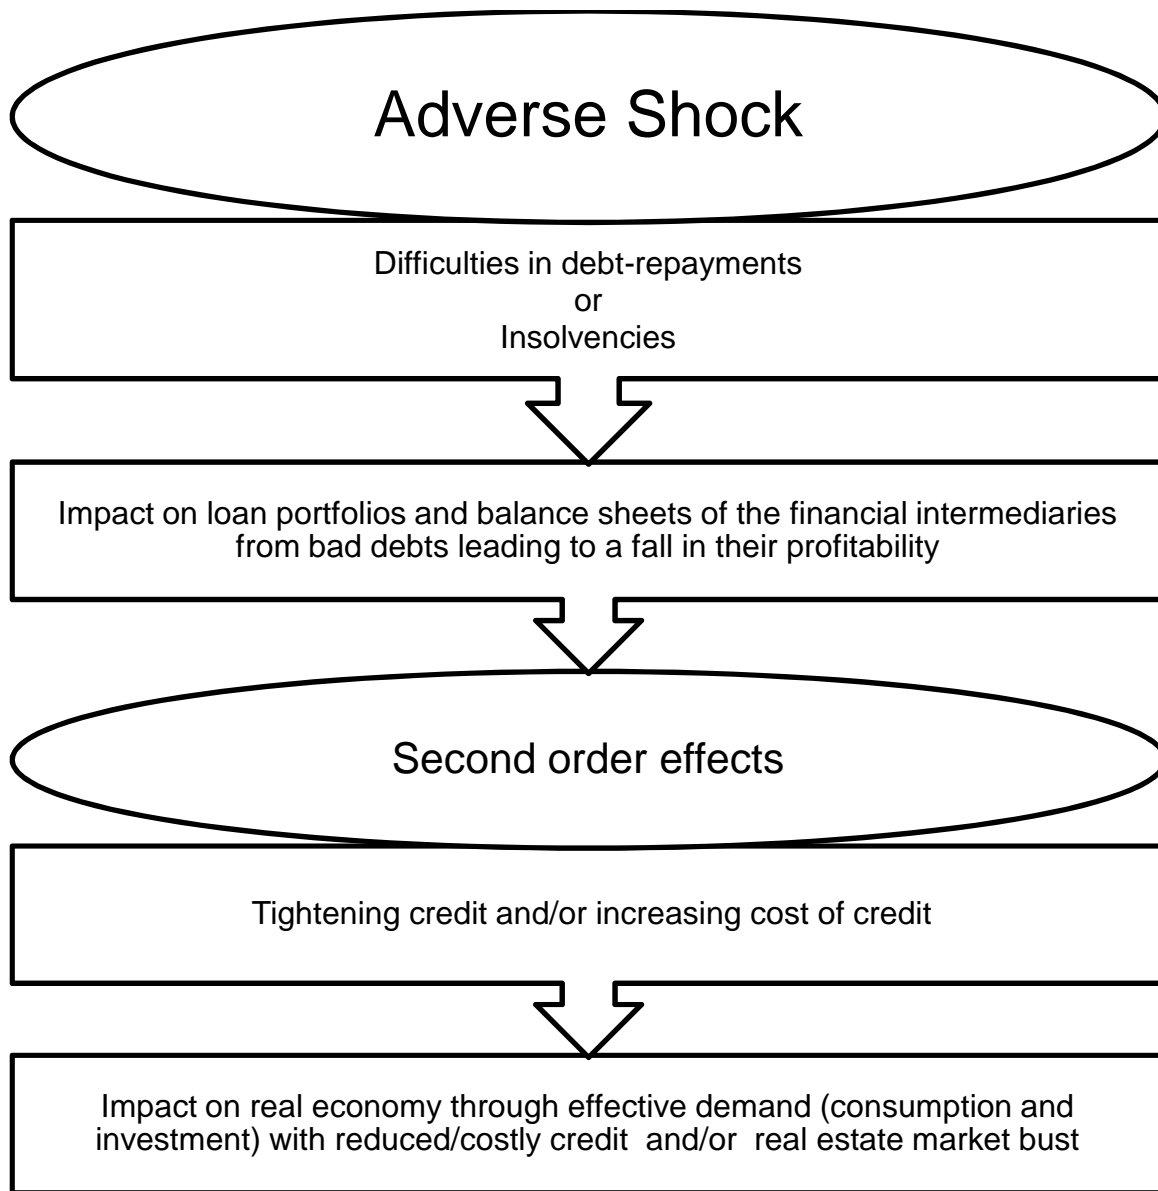 Adverse Shock
Difficulties in debt-repayments
or
Insolvencies
Impact on loan portfolios and balance sheets of the financial intermediaries
from bad debts leading to a fall in their profitability
Second order effects
Tightening credit and/or increasing cost of credit
Impact on real economy through effective demand (consumption and
investment) with reduced/costly credit  and/or  real estate market bust